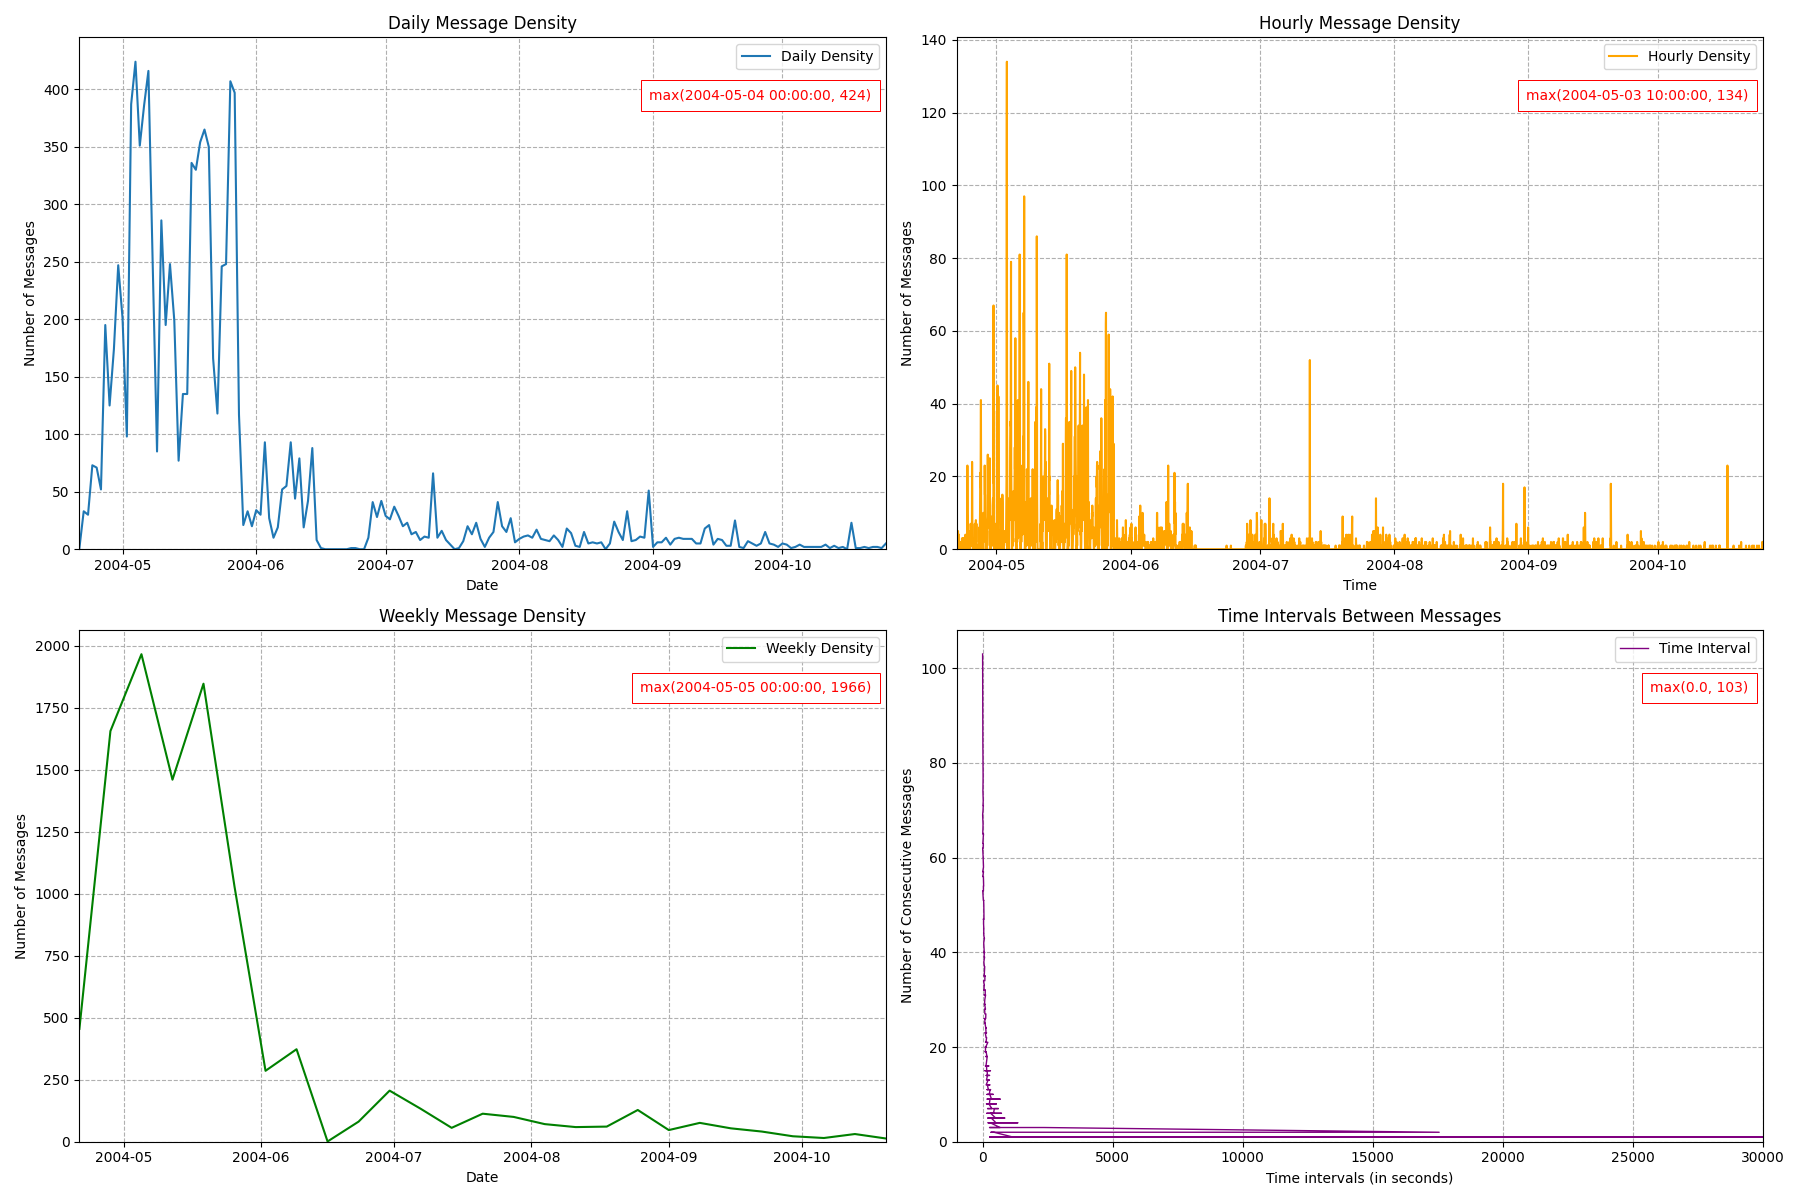 Daily Message Density
Number of Messages
400
350
300
250
200
150
100
50
0
Daily Density
max(2004-05-04 00:00:00, 424)
2004-05 2004-06 2004-07 2004-08 2004-09 2004-10
Date
Hourly Message Density
Number of Messages
140
120
100
80
60
40
20
0
Hourly Density
max(2004-05-03 10:00:00, 134)
2004-05 2004-06 2004-07 2004-08 2004-09 2004-10
Time
Weekly Message Density
Number of Messages
2000
1750
1500
1250
1000
750
500
250
0
Weekly Density
max(2004-05-05 00:00:00, 1966)
2004-05 2004-06 2004-07 2004-08 2004-09 2004-10
Date
Time Intervals Between Messages
Number of Consecutive Messages
100
80
60
40
20
0
Time Interval
max(0.0, 103)
0 5000 10000 15000 20000 25000 30000
Time intervals (in seconds)